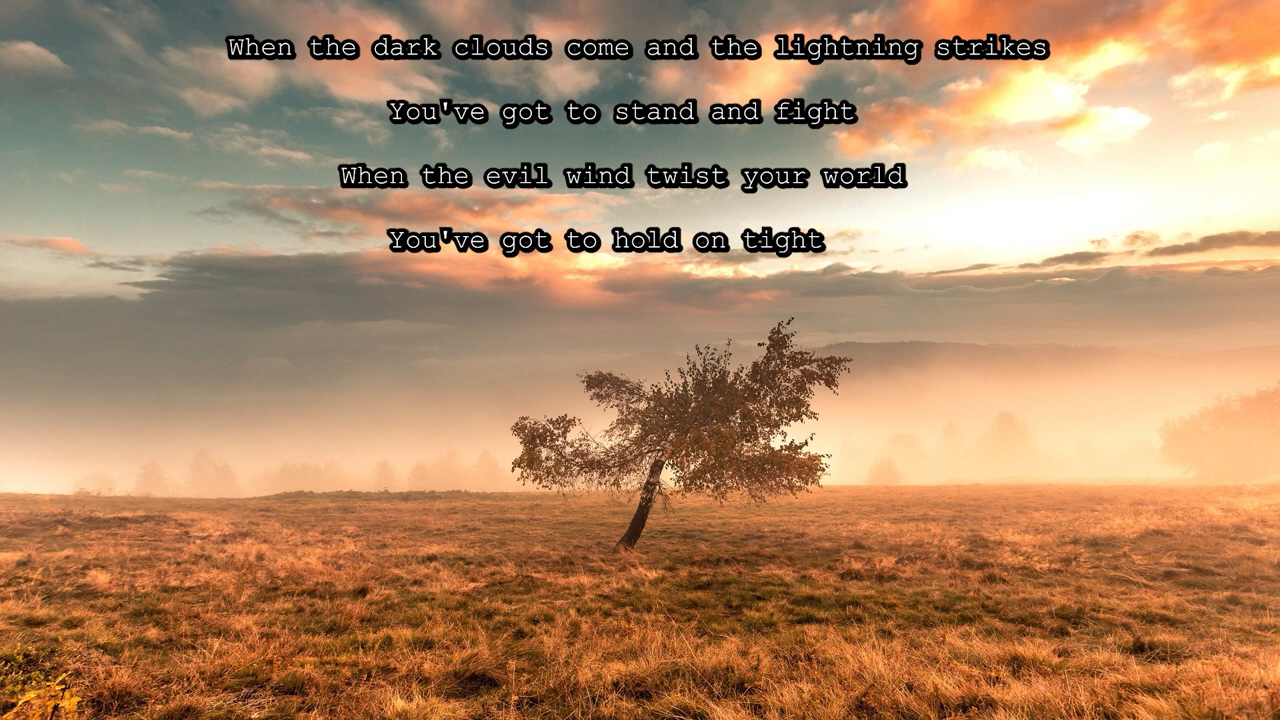 When the dark clouds come and the lightning strikes
You've got to stand and fight
When the evil wind twist your world
You've got to hold on tight